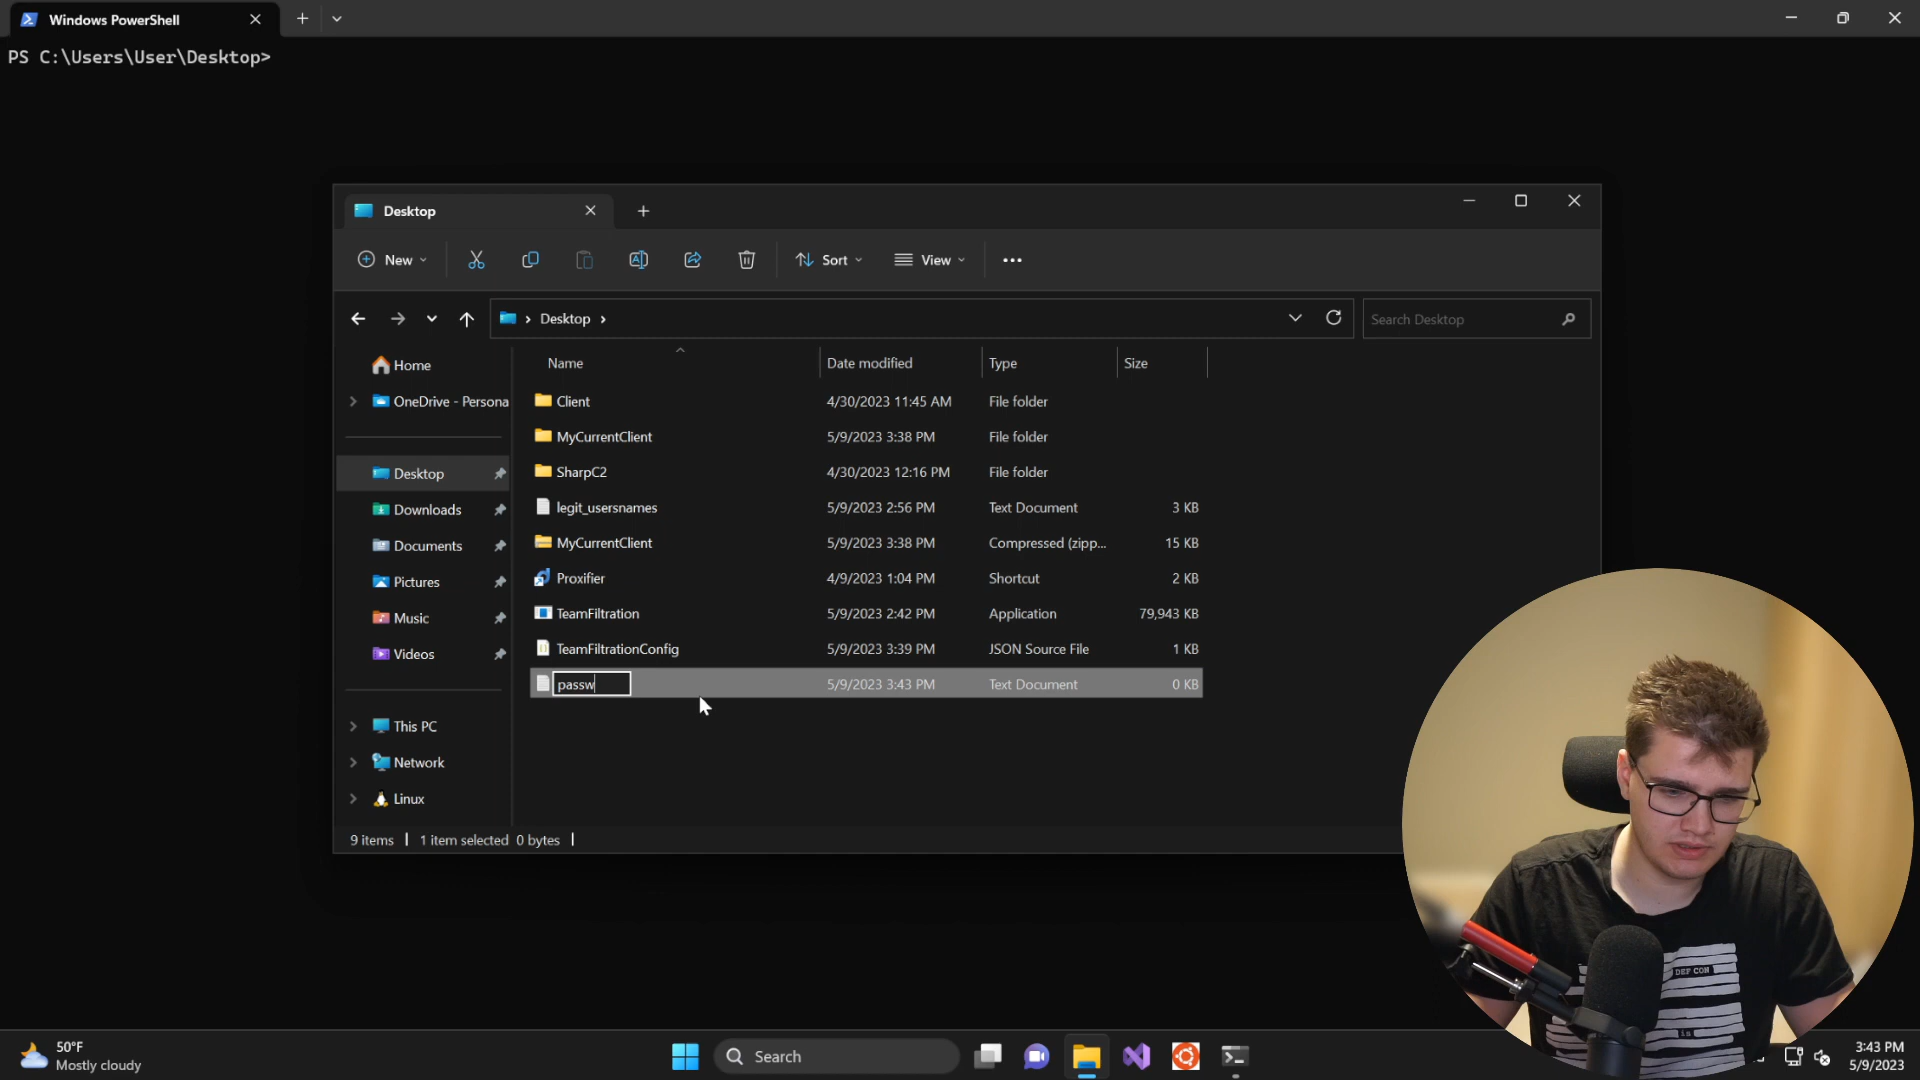 Windows PowerShell
PS C:\Users\User\Desktop>
Desktop
New
Sort
View
Desktop
Search Desktop
Name Date modified Type Size
Home
OneDrive - Persona
Desktop
Downloads
Documents
Pictures
Music
Videos
This PC
Network
Linux
Client 4/30/2023 11:45 AM File folder
MyCurrentClient 5/9/2023 3:38 PM File folder
SharpC2 4/30/2023 12:16 PM File folder
legit_usersnames 5/9/2023 2:56 PM Text Document 3 KB
MyCurrentClient 5/9/2023 3:38 PM Compressed (zipp... 15 KB
Proxifier 4/9/2023 1:04 PM Shortcut 2 KB
TeamFiltration 5/9/2023 2:42 PM Application 79,943 KB
TeamFiltrationConfig 5/9/2023 3:39 PM JSON Source File 1 KB
passw 5/9/2023 3:43 PM Text Document 0 KB
9 items 1 item selected 0 bytes
DEF CON
is
50°F
Mostly cloudy
Search
3:43 PM
5/9/2023